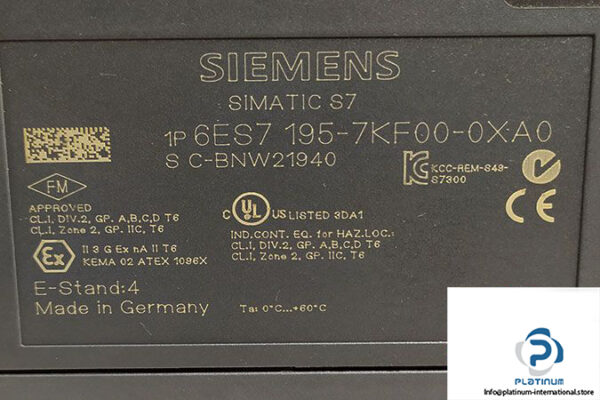 SIEMENS
SIMATIC S7
1P 6ES7 195-7KF00-0XA0
S C-BNW21940
KCC-REM-S49-
S7300
FM
APPROVED
CL.I, DIV.2, GP. A,B,C,D T6
CL.I, Zone 2, GP. IIC, T6
C UL US LISTED 3DA1
IND.CONT. EQ. for HAZ.LOC.:
CL.I, DIV.2, GP. A,B,C,D T6
CL.I, Zone 2, GP. IIC, T6
CE
Ex
II 3 G Ex nA II T6
KEMA 02 ATEX 1096X
E-Stand:4
Made in Germany
Ta: 0°C...+60°C
PLATINUM
Info@platinum-international.store